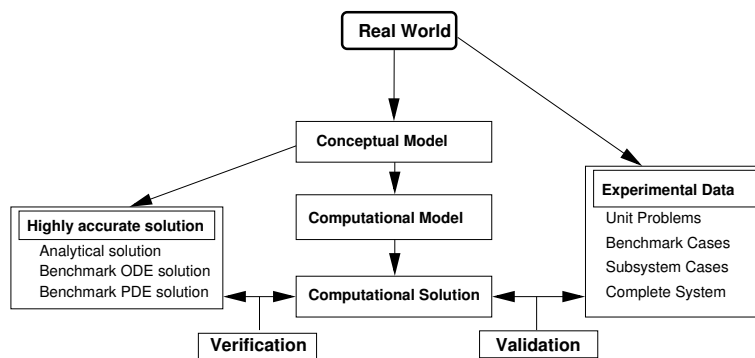 Real World
Conceptual Model
Experimental Data
Unit Problems
Benchmark Cases
Subsystem Cases
Complete System
Highly accurate solution
Analytical solution
Benchmark ODE solution
Benchmark PDE solution
Computational Model
Computational Solution
Verification
Validation